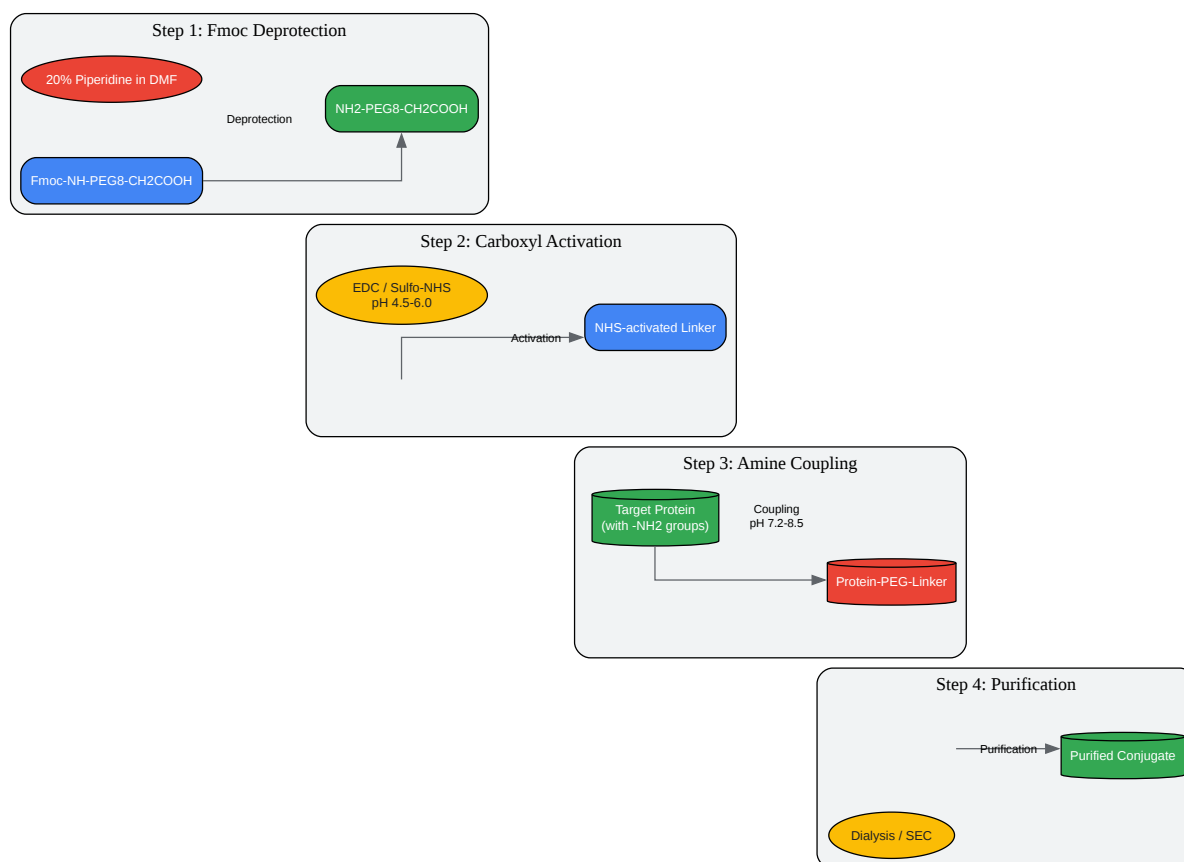 Step 1: Fmoc Deprotection
20% Piperidine in DMF
NH2-PEG8-CH2COOH
Deprotection
Fmoc-NH-PEG8-CH2COOH
Step 2: Carboxyl Activation
EDC / Sulfo-NHS
pH 4.5-6.0
NHS-activated Linker
Activation
Step 3: Amine Coupling
Target Protein
(with -NH2 groups)
Coupling
pH 7.2-8.5
Protein-PEG-Linker
Step 4: Purification
Purification
Purified Conjugate
Dialysis / SEC